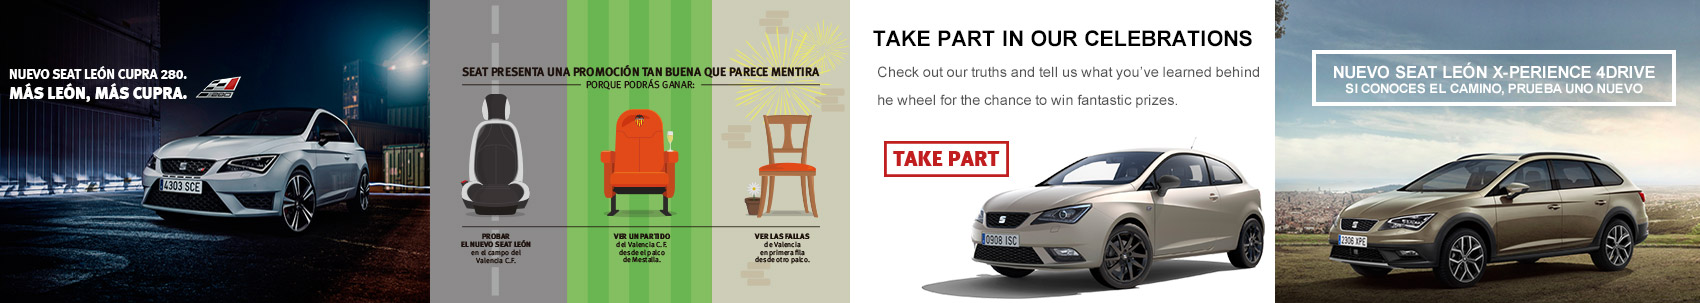 NUEVO SEAT LEÓN CUPRA 280.
MÁS LEÓN, MÁS CUPRA.
280
4303 SCE
SEAT PRESENTA UNA PROMOCIÓN TAN BUENA QUE PARECE MENTIRA
PORQUE PODRÁS GANAR:
PROBAR
EL NUEVO SEAT LEÓN
en el campo del
Valencia C.F.
VER UN PARTIDO
del Valencia C.F.
desde el palco
de Mestalla.
VER LAS FALLAS
de Valencia
en primera fila
desde otro palco.
TAKE PART IN OUR CELEBRATIONS
Check out our truths and tell us what you've learned behind
he wheel for the chance to win fantastic prizes.
TAKE PART
0908 ISC
NUEVO SEAT LEÓN X-PERIENCE 4DRIVE
SI CONOCES EL CAMINO, PRUEBA UNO NUEVO
2306 XPE